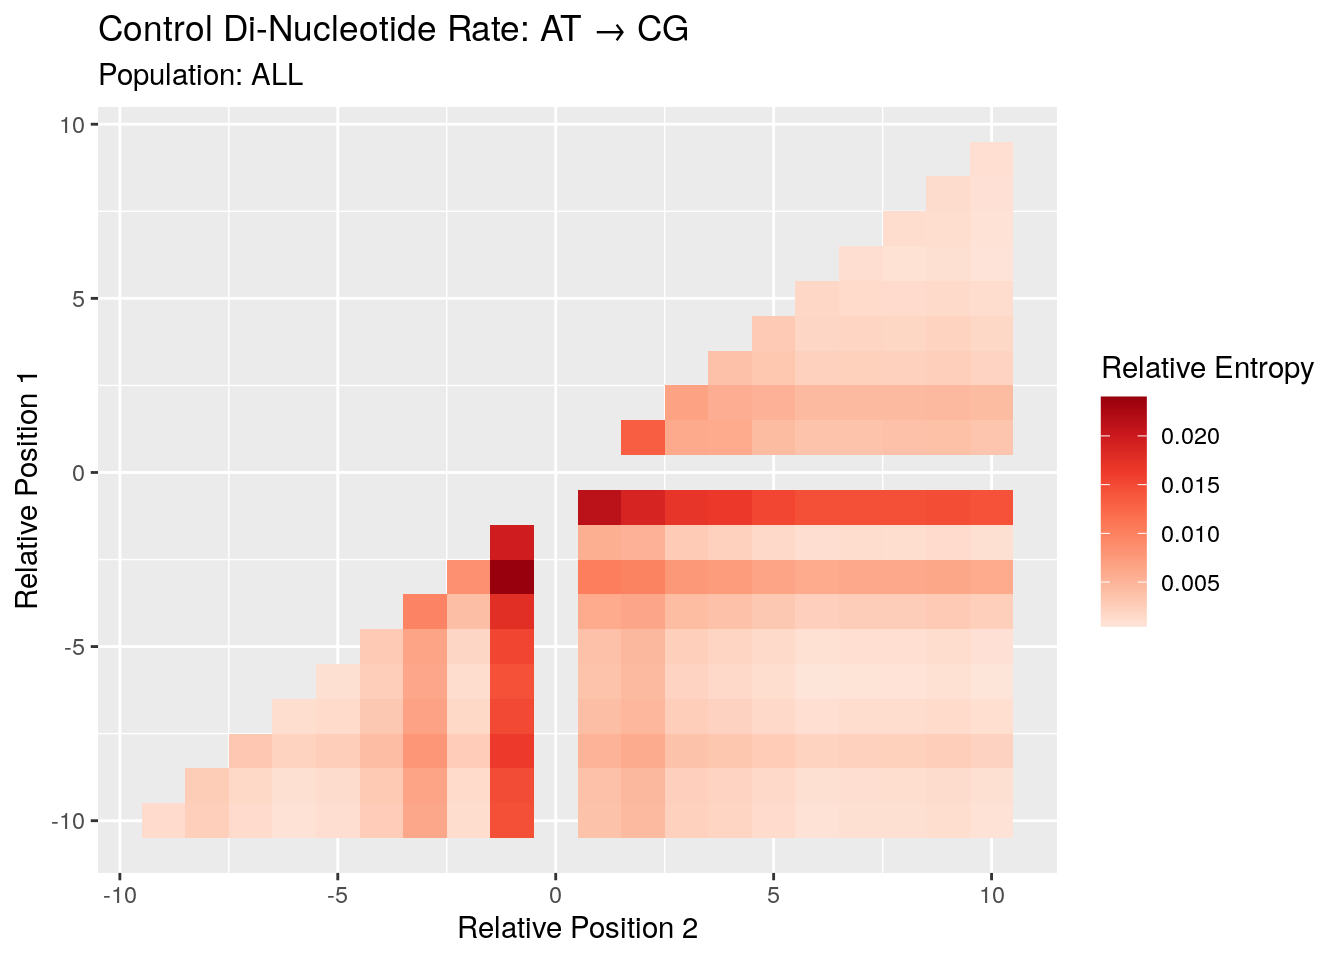 Control Di-Nucleotide Rate: AT → CG
Population: ALL
10
5
0
-5
-10
Relative Position 1
-10
-5
0
5
10
Relative Position 2
Relative Entropy
0.020
0.015
0.010
0.005